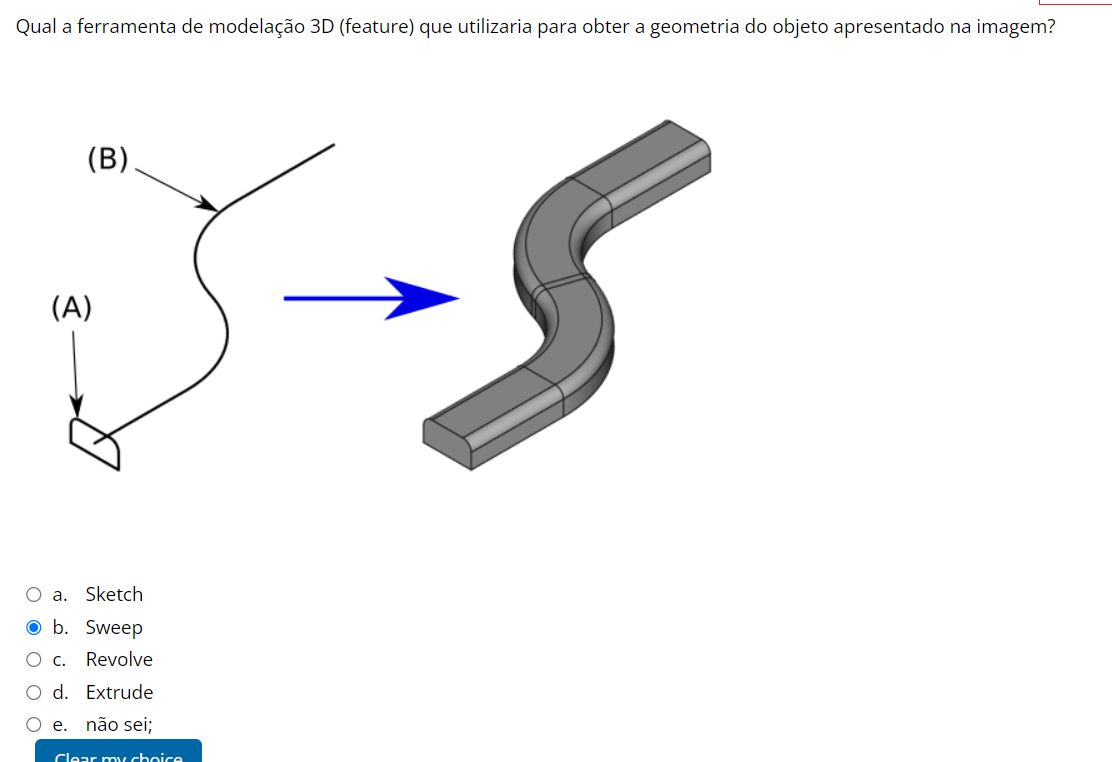 Qual a ferramenta de modelação 3D (feature) que utilizaria para obter a geometria do objeto apresentado na imagem?
(B)
(A)
a. Sketch
b. Sweep
c. Revolve
d. Extrude
e. não sei;
Clear my choice